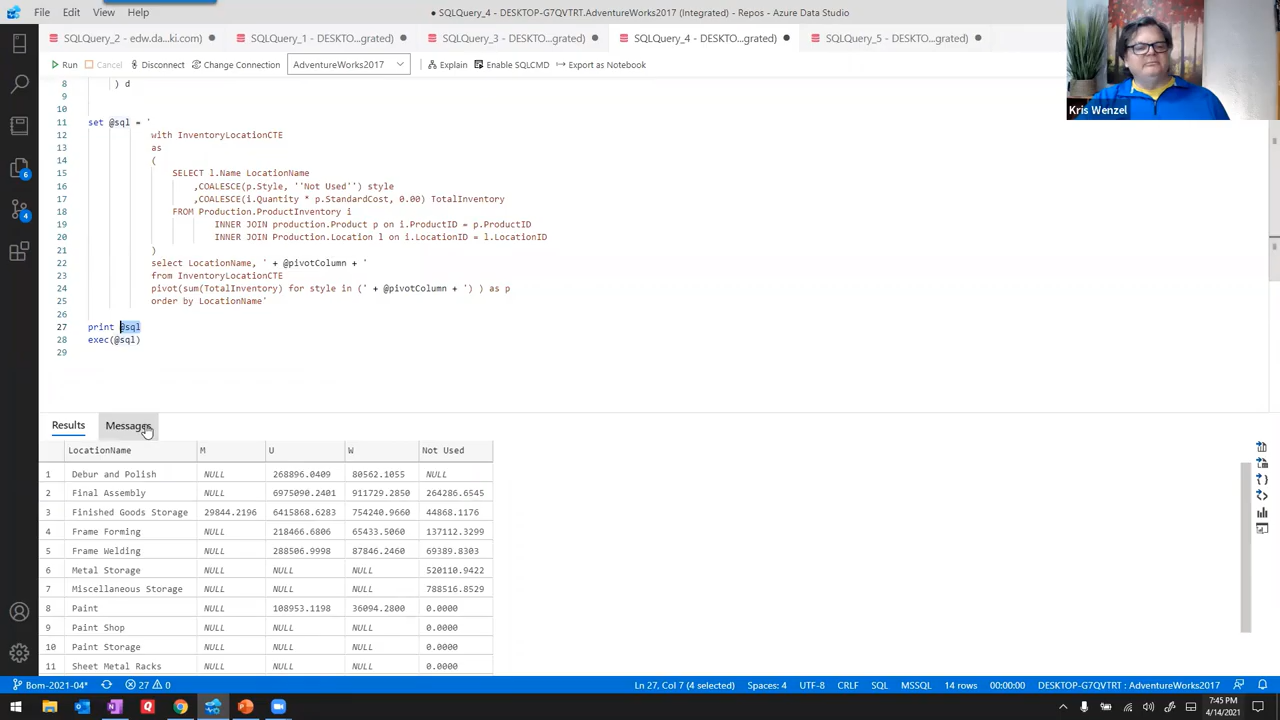 File Edit View Help
● SQLQuery_4 - DESKTOP-G7QVTRT.AdventureWorks2017 (Integrated) - Repos - Azure Data Studio
SQLQuery_2 - edw.da...ki.com) SQLQuery_1 - DESKTO...grated) SQLQuery_3 - DESKTO...grated) SQLQuery_4 - DESKTO...grated) SQLQuery_5 - DESKTO...grated)
Run Cancel Disconnect Change Connection AdventureWorks2017 Explain Enable SQLCMD Export as Notebook
Kris Wenzel
8 ) d
9
10
11 set @sql = '
12 with InventoryLocationCTE
13 as
14 (
15 SELECT l.Name LocationName
16 ,COALESCE(p.Style, ''Not Used'') style
17 ,COALESCE(i.Quantity * p.StandardCost, 0.00) TotalInventory
18 FROM Production.ProductInventory i
19 INNER JOIN production.Product p on i.ProductID = p.ProductID
20 INNER JOIN Production.Location l on i.LocationID = l.LocationID
21 )
22 select LocationName, ' + @pivotColumn + '
23 from InventoryLocationCTE
24 pivot(sum(TotalInventory) for style in (' + @pivotColumn + ') ) as p
25 order by LocationName'
26
27 print @sql
28 exec(@sql)
29
Results Messages
LocationName M U W Not Used
1 Debur and Polish NULL 268896.0409 80562.1055 NULL
2 Final Assembly NULL 6975090.2401 911729.2850 264286.6545
3 Finished Goods Storage 29844.2196 6415868.6283 754240.9660 44868.1176
4 Frame Forming NULL 218466.6806 65433.5060 137112.3299
5 Frame Welding NULL 288506.9998 87846.2460 69389.8303
6 Metal Storage NULL NULL NULL 520110.9422
7 Miscellaneous Storage NULL NULL NULL 788516.8529
8 Paint NULL 108953.1198 36094.2800 0.0000
9 Paint Shop NULL NULL NULL 0.0000
10 Paint Storage NULL NULL NULL 0.0000
11 Sheet Metal Racks NULL NULL NULL 0.0000
6
4
Bom-2021-04* 27 0 Ln 27, Col 7 (4 selected) Spaces: 4 UTF-8 CRLF SQL MSSQL 14 rows 00:00:00 DESKTOP-G7QVTRT : AdventureWorks2017
7:45 PM
4/14/2021